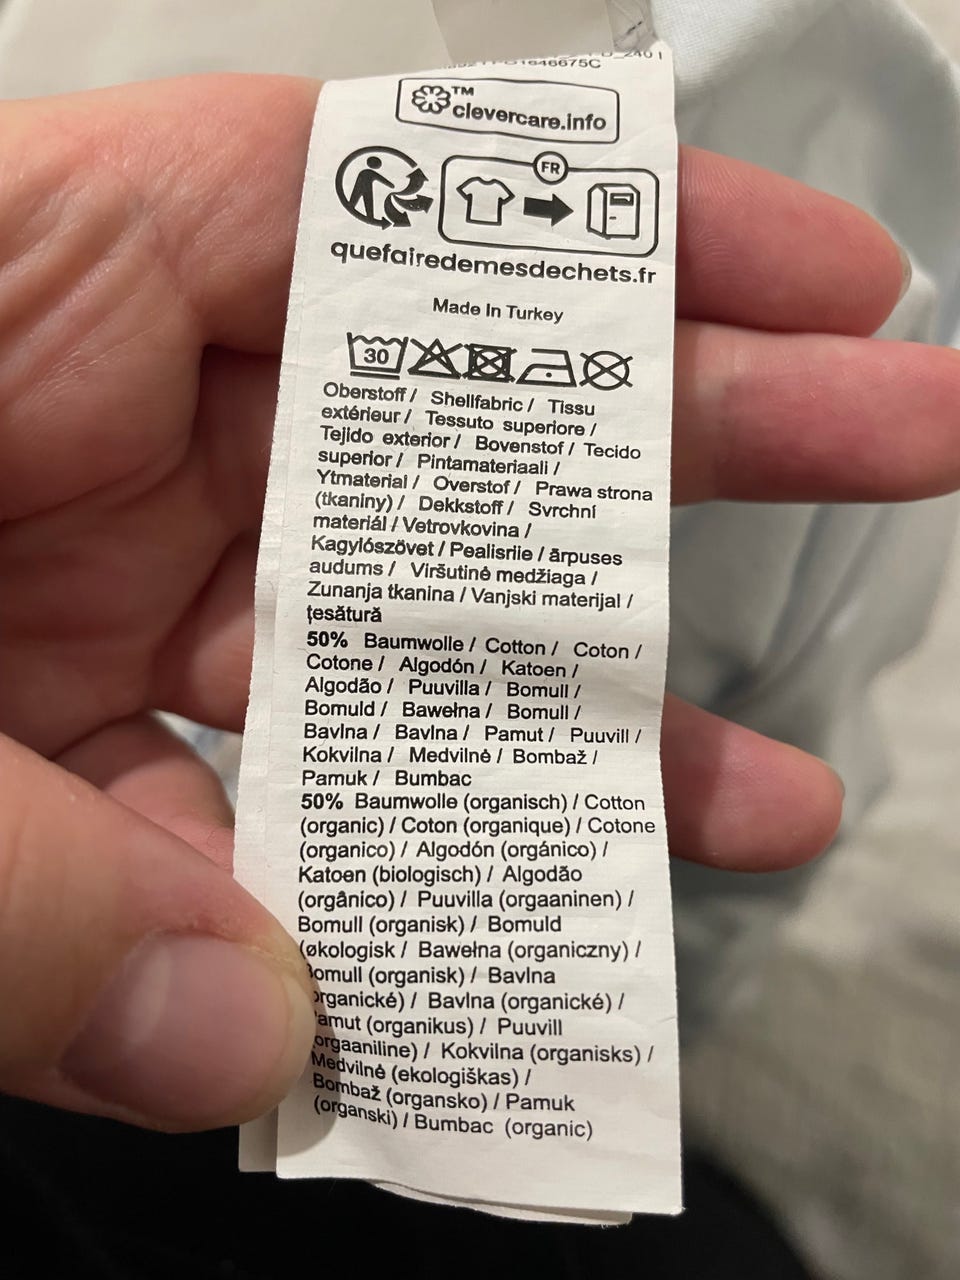 1646675C
TM
clevercare.info
FR
quefairedemesdechets.fr
Made In Turkey
30
Oberstoff / Shellfabric / Tissu
extérieur / Tessuto superiore /
Tejido exterior / Bovenstof / Tecido
superior / Pintamateriaali /
Ytmaterial / Overstof / Prawa strona
(tkaniny) / Dekkstoff / Svrchní
materiál / Vetrovkovina /
Kagylószövet / Pealisriie / ārpuses
audums / Viršutinė medžiaga /
Zunanja tkanina / Vanjski materijal /
țesătură
50% Baumwolle / Cotton / Coton /
Cotone / Algodón / Katoen /
Algodão / Puuvilla / Bomull /
Bomuld / Bawełna / Bomull /
Bavlna / Bavlna / Pamut / Puuvill /
Kokvilna / Medvilnė / Bombaž /
Pamuk / Bumbac
50% Baumwolle (organisch) / Cotton
(organic) / Coton (organique) / Cotone
(organico) / Algodón (orgánico) /
Katoen (biologisch) / Algodão
(orgânico) / Puuvilla (orgaaninen) /
Bomull (organisk) / Bomuld
(økologisk / Bawełna (organiczny) /
Bomull (organisk) / Bavlna
organické) / Bavlna (organické) /
Pamut (organikus) / Puuvill
orgaaniline) / Kokvilna (organisks) /
Medvilnė (ekologiškas) /
Bombaž (organsko) / Pamuk
(organski) / Bumbac (organic)